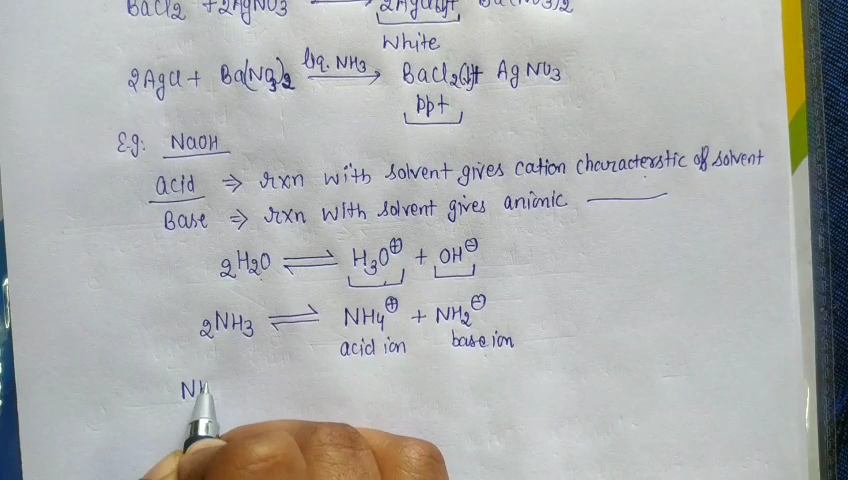 BaCl2 + 2AgNO3 → 2AgCl(↓)+ Ba(NO3)2
White
2AgCl + Ba(NO3)2 liq. NH3 → BaCl2(↓)+ AgNO3
ppt
E.g: NaOH
acid ⇒ rxn with solvent gives cation characterstic of solvent
Base ⇒ rxn with solvent gives anionic ———
2H2O ⇌ H3O⊕ + OH⊖
2NH3 ⇌ NH4⊕ + NH2⊖
acid ion base ion
NH